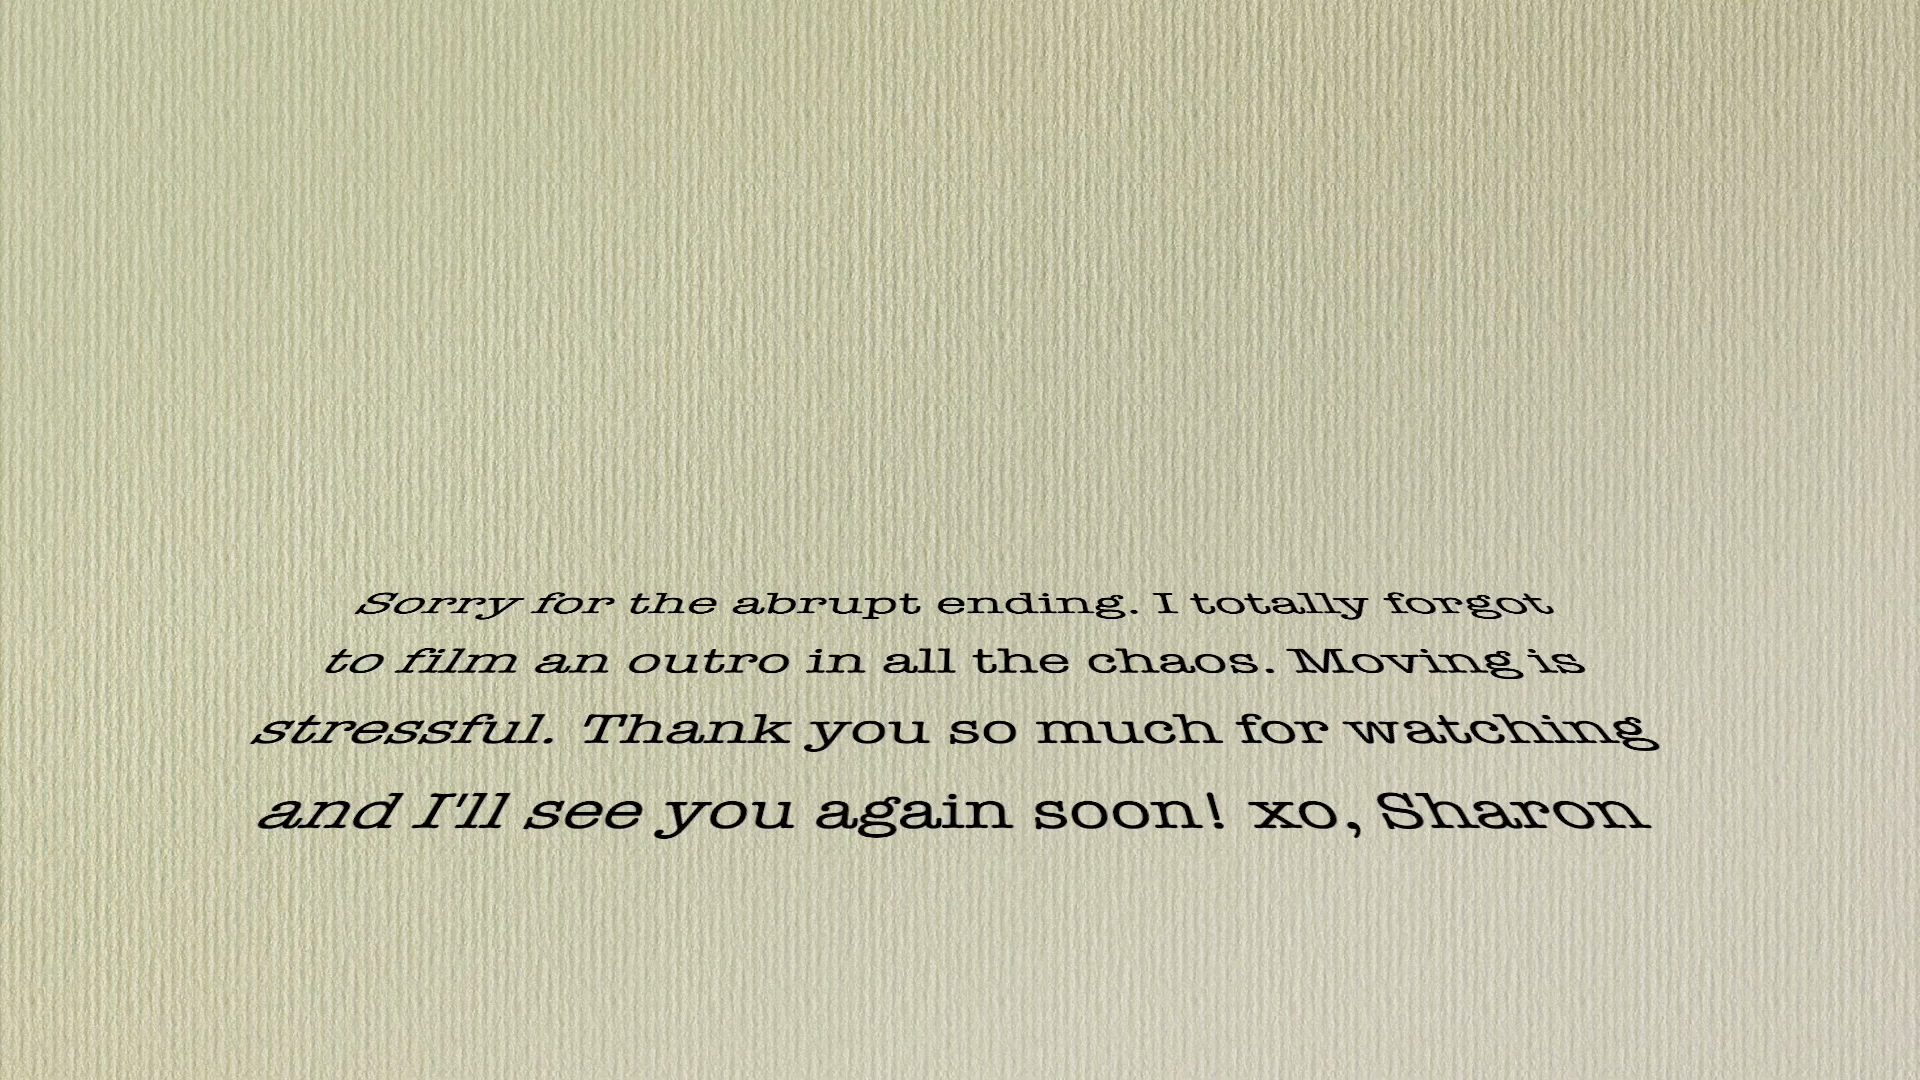 Sorry for the abrupt ending. I totally forgot
to film an outro in all the chaos. Moving is
stressful. Thank you so much for watching
and I'll see you again soon! xo, Sharon